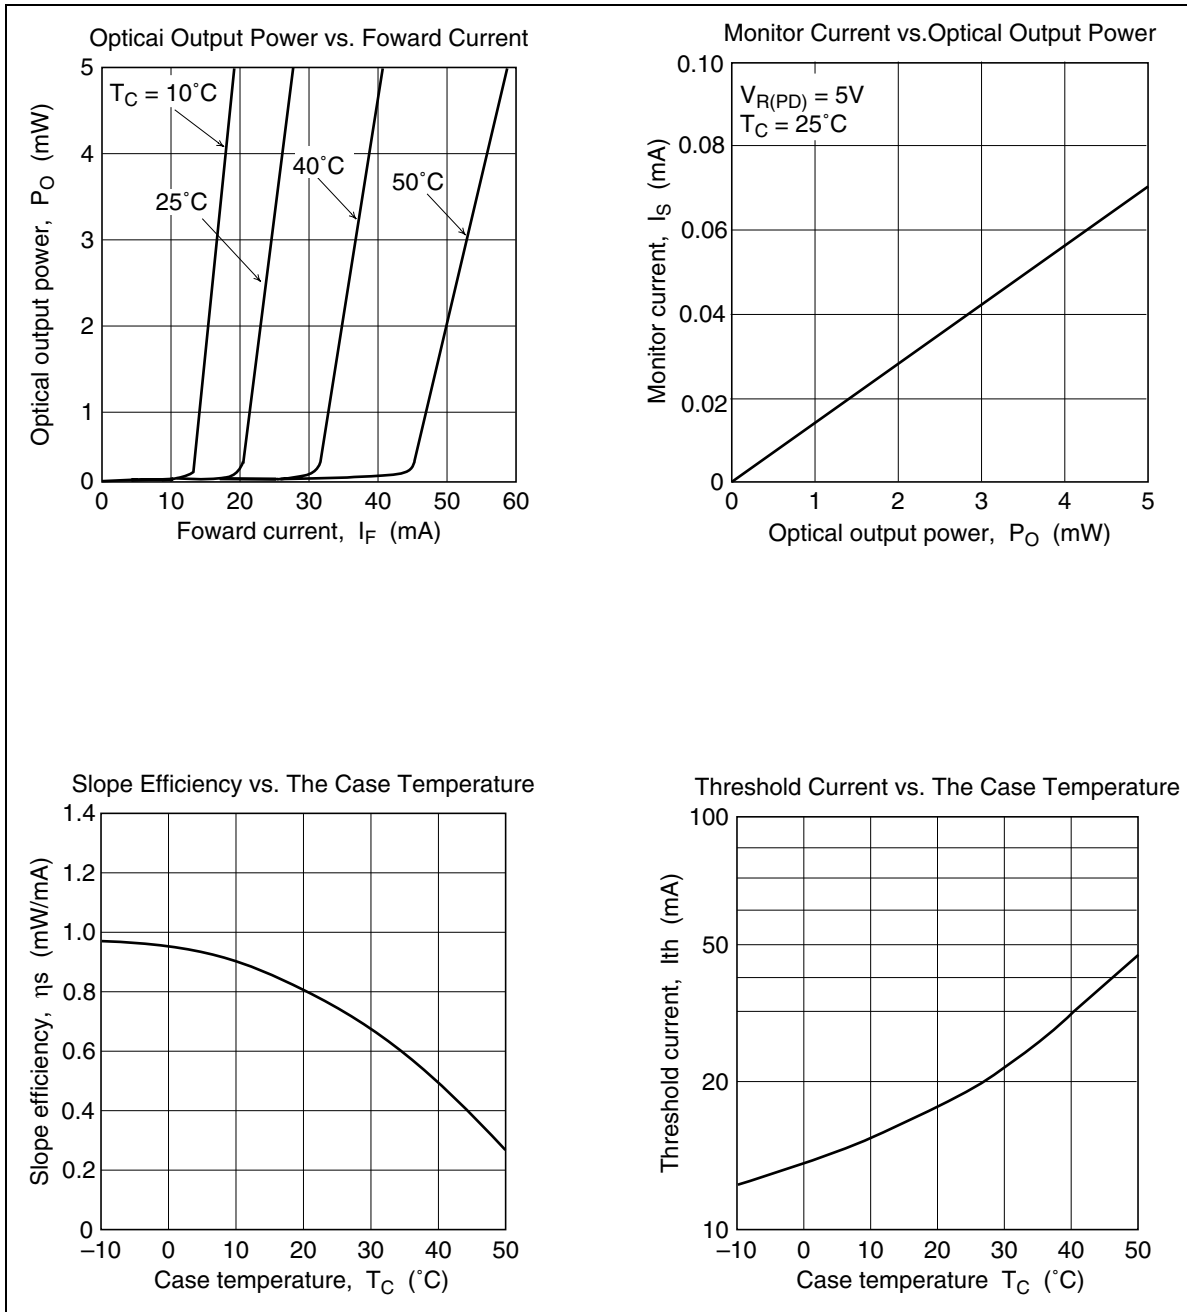 Opticai Output Power vs. Foward Current
5
4
3
2
1
0
Optical output power, PO (mW)
TC = 10°C
25°C
40°C
50°C
0 10 20 30 40 50 60
Foward current, IF (mA)
Monitor Current vs.Optical Output Power
0.10
0.08
0.06
0.04
0.02
0
Monitor current, IS (mA)
VR(PD) = 5V
TC = 25°C
0 1 2 3 4 5
Optical output power, PO (mW)
Slope Efficiency vs. The Case Temperature
1.4
1.2
1.0
0.8
0.6
0.4
0.2
0
Slope efficiency, ηs (mW/mA)
–10 0 10 20 30 40 50
Case temperature, TC (°C)
Threshold Current vs. The Case Temperature
100
50
20
10
Threshold current, Ith (mA)
–10 0 10 20 30 40 50
Case temperature TC (°C)